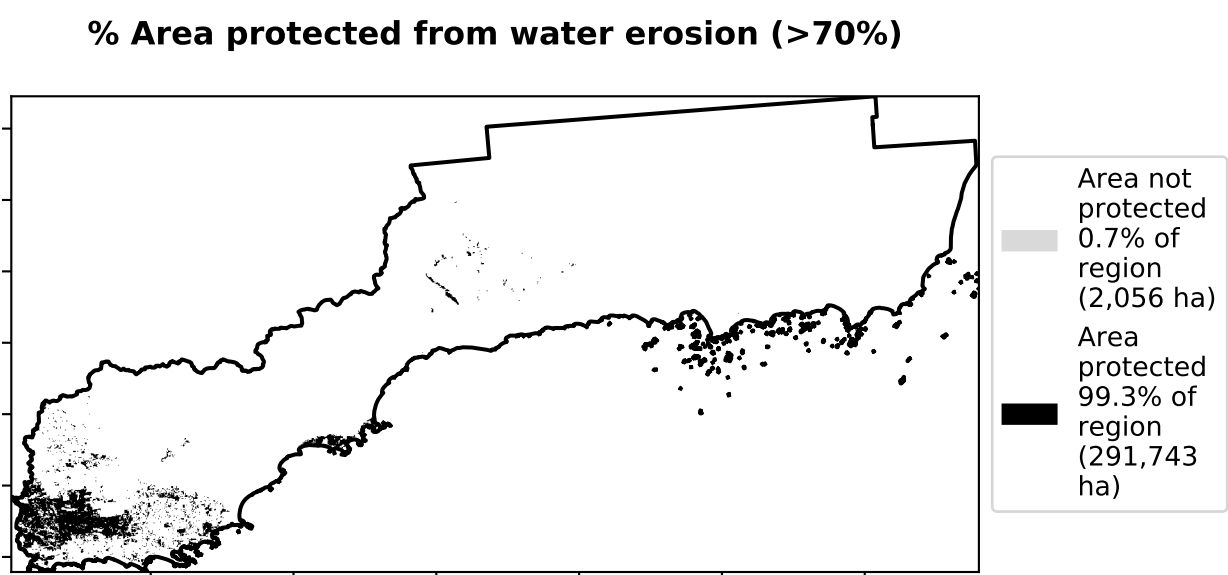 % Area protected from water erosion (>70%)
Area not
protected
0.7% of
region
(2,056 ha)
Area
protected
99.3% of
region
(291,743
ha)